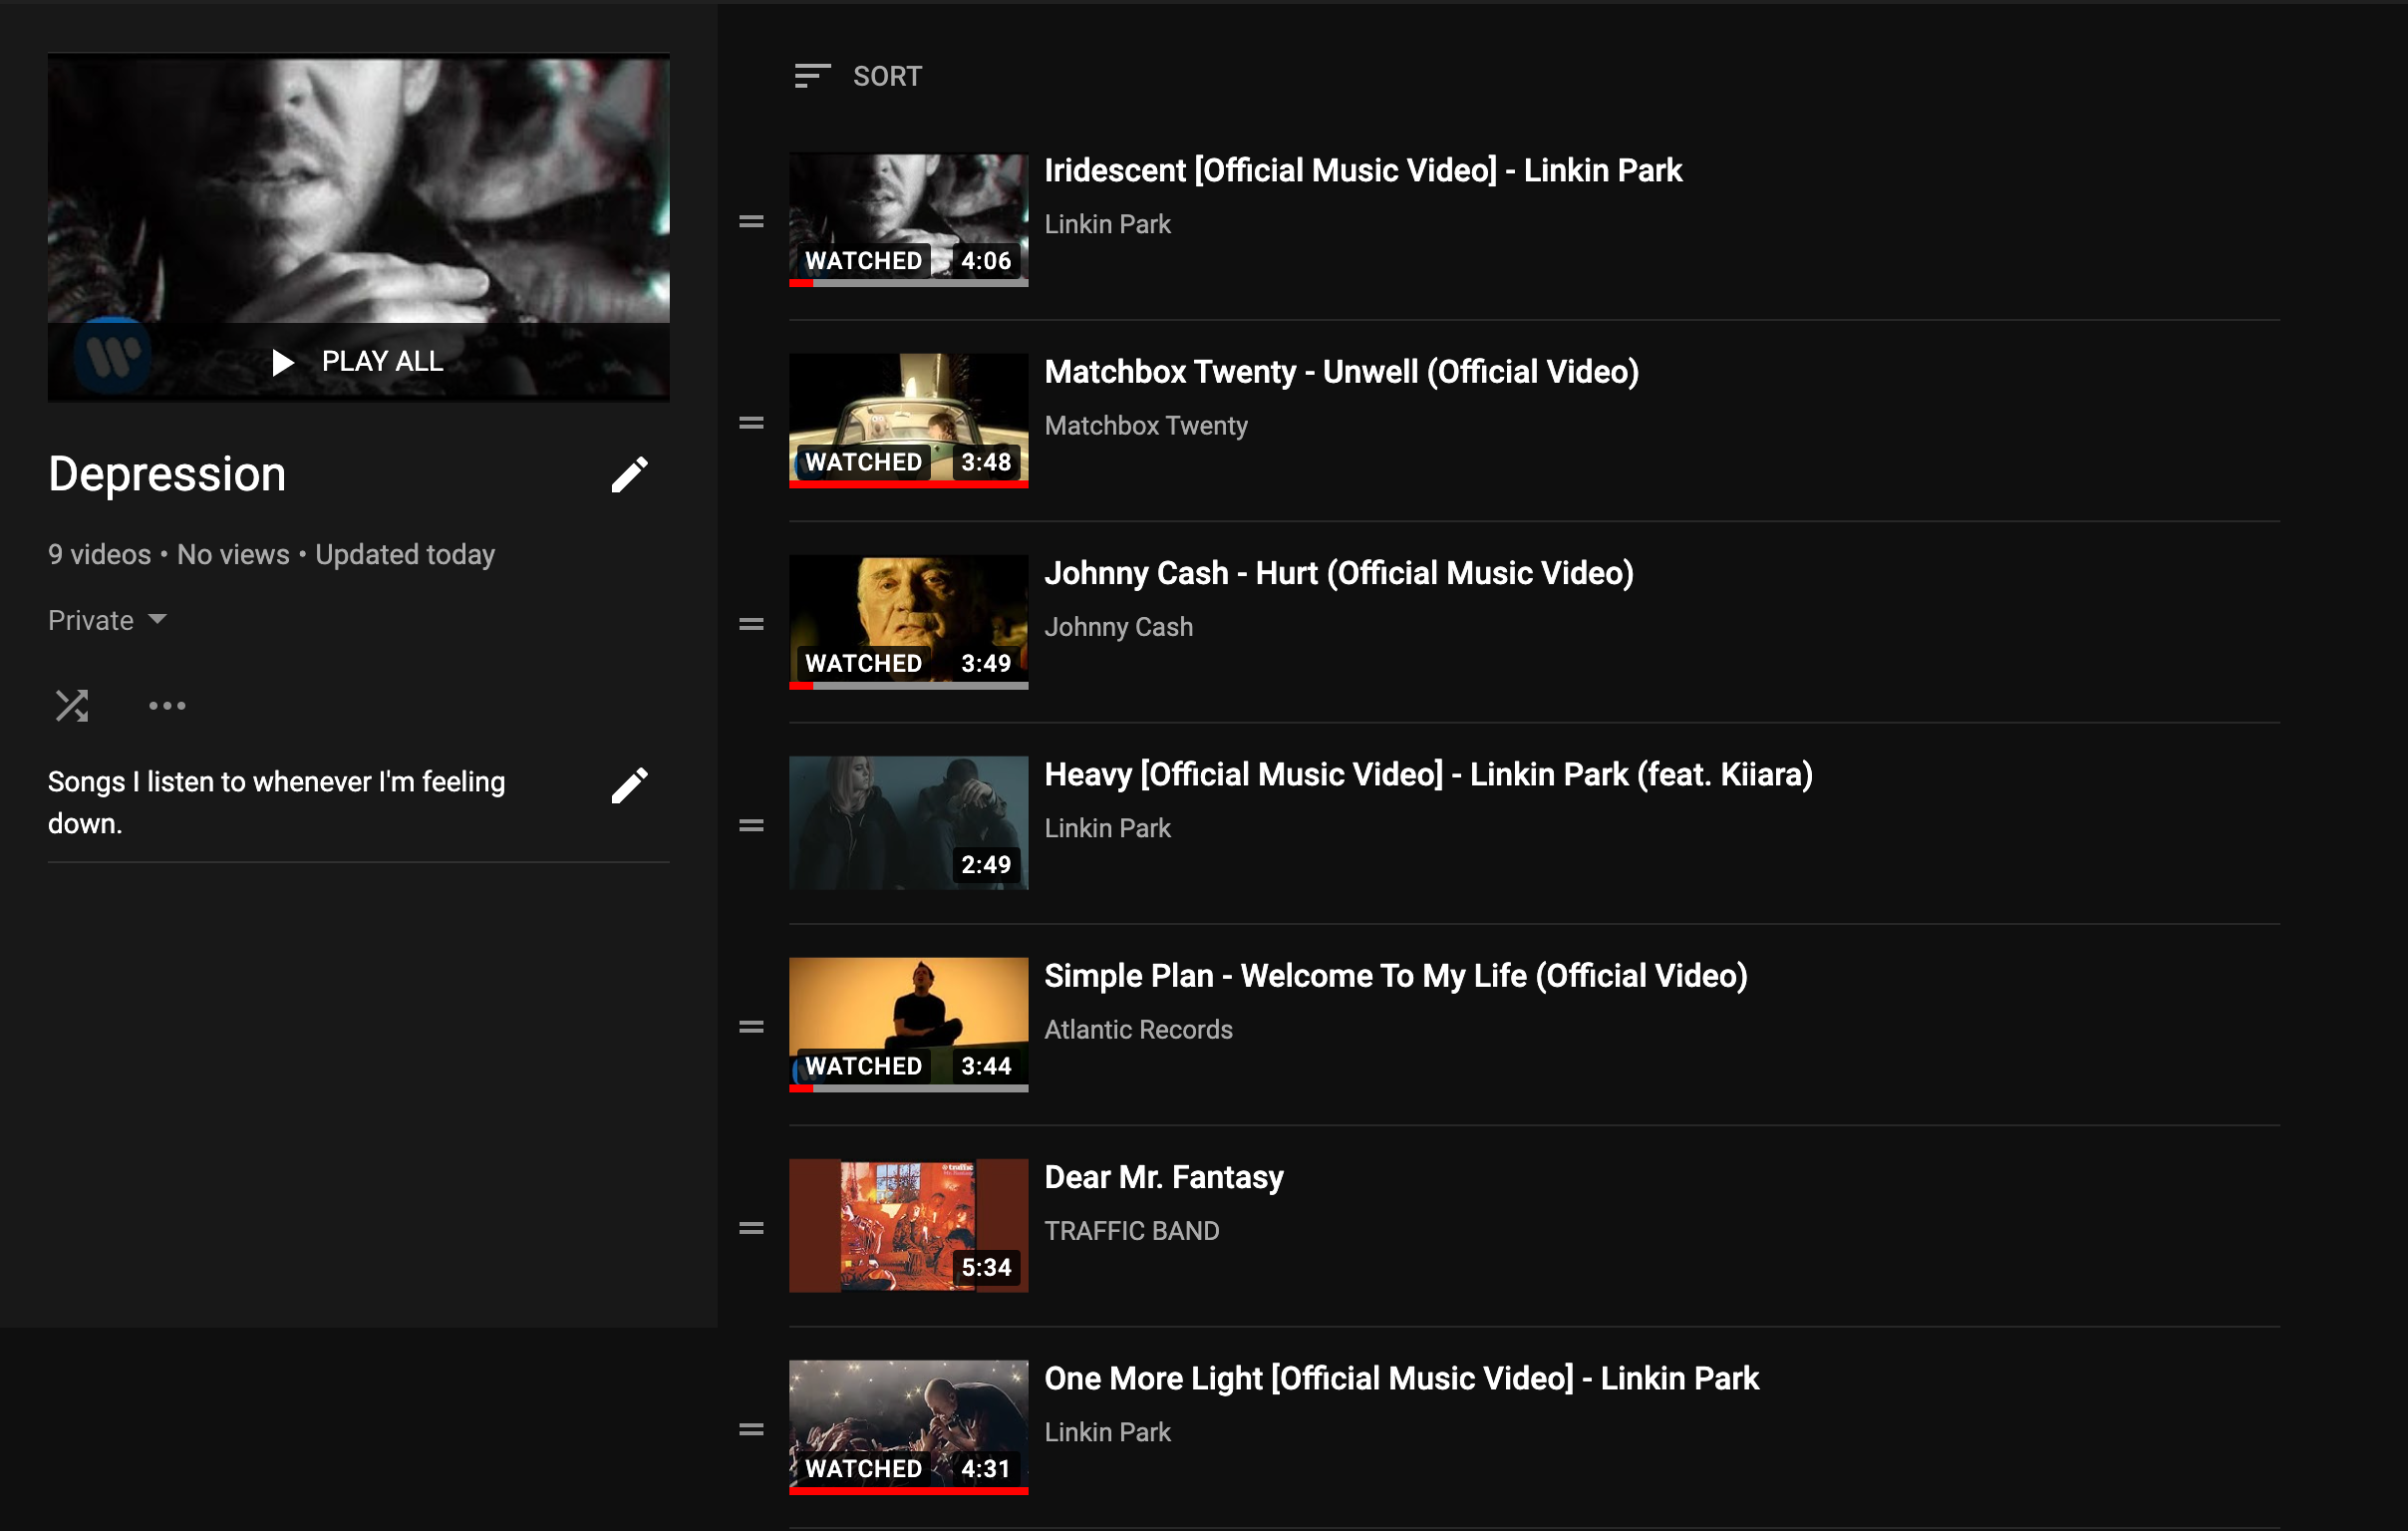 PLAY ALL
Depression
9 videos • No views • Updated today
Private
Songs I listen to whenever I'm feeling
down.
SORT
Iridescent [Official Music Video] - Linkin Park
Linkin Park
WATCHED 4:06
Matchbox Twenty - Unwell (Official Video)
Matchbox Twenty
WATCHED 3:48
Johnny Cash - Hurt (Official Music Video)
Johnny Cash
WATCHED 3:49
Heavy [Official Music Video] - Linkin Park (feat. Kiiara)
Linkin Park
2:49
Simple Plan - Welcome To My Life (Official Video)
Atlantic Records
WATCHED 3:44
Dear Mr. Fantasy
TRAFFIC BAND
traffic
5:34
One More Light [Official Music Video] - Linkin Park
Linkin Park
WATCHED 4:31